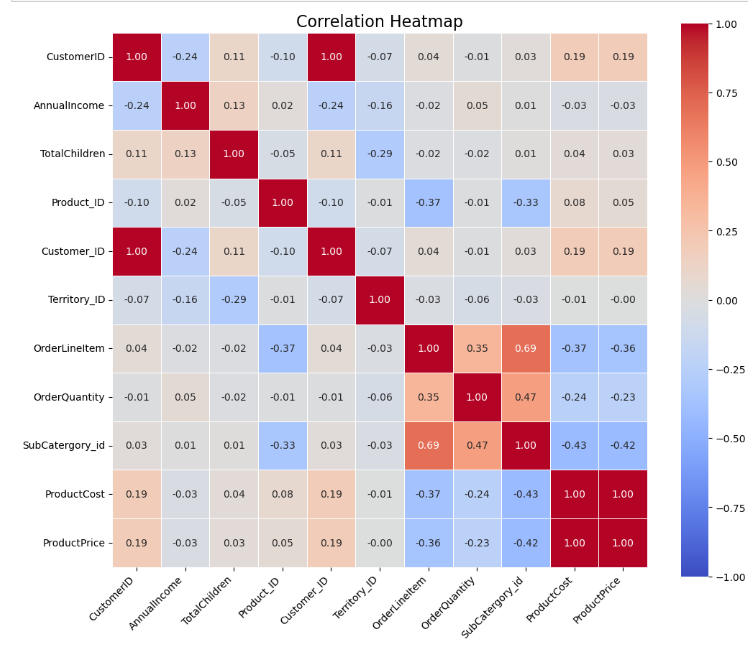 Correlation Heatmap
CustomerID 1.00 -0.24 0.11 -0.10 1.00 -0.07 0.04 -0.01 0.03 0.19 0.19
AnnualIncome -0.24 1.00 0.13 0.02 -0.24 -0.16 -0.02 0.05 0.01 -0.03 -0.03
TotalChildren 0.11 0.13 1.00 -0.05 0.11 -0.29 -0.02 -0.02 0.01 0.04 0.03
Product_ID -0.10 0.02 -0.05 1.00 -0.10 -0.01 -0.37 -0.01 -0.33 0.08 0.05
Customer_ID 1.00 -0.24 0.11 -0.10 1.00 -0.07 0.04 -0.01 0.03 0.19 0.19
Territory_ID -0.07 -0.16 -0.29 -0.01 -0.07 1.00 -0.03 -0.06 -0.03 -0.01 -0.00
OrderLineItem 0.04 -0.02 -0.02 -0.37 0.04 -0.03 1.00 0.35 0.69 -0.37 -0.36
OrderQuantity -0.01 0.05 -0.02 -0.01 -0.01 -0.06 0.35 1.00 0.47 -0.24 -0.23
SubCatergory_id 0.03 0.01 0.01 -0.33 0.03 -0.03 0.69 0.47 1.00 -0.43 -0.42
ProductCost 0.19 -0.03 0.04 0.08 0.19 -0.01 -0.37 -0.24 -0.43 1.00 1.00
ProductPrice 0.19 -0.03 0.03 0.05 0.19 -0.00 -0.36 -0.23 -0.42 1.00 1.00
CustomerID
AnnualIncome
TotalChildren
Product_ID
Customer_ID
Territory_ID
OrderLineItem
OrderQuantity
SubCatergory_id
ProductCost
ProductPrice
1.00
0.75
0.50
0.25
0.00
-0.25
-0.50
-0.75
-1.00